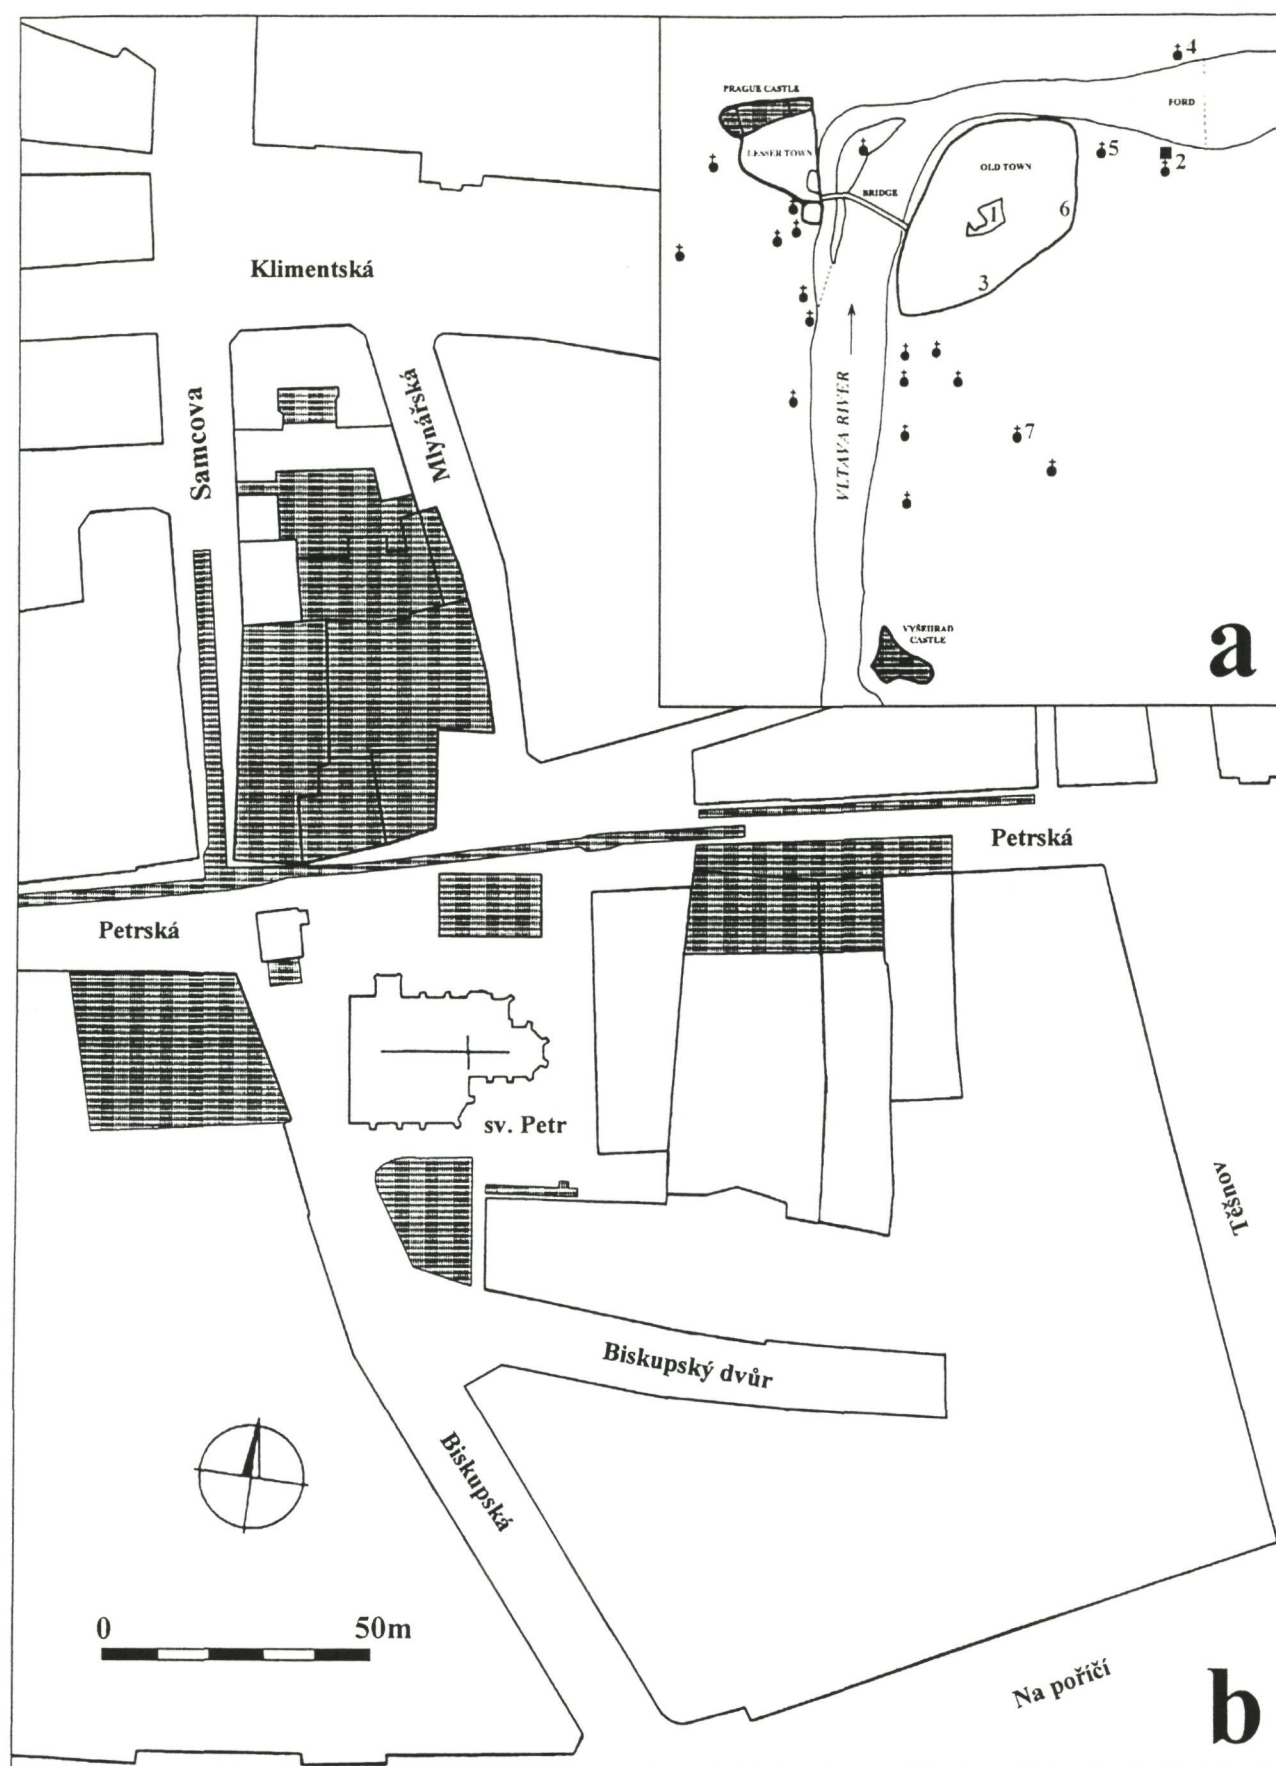 4
PRAGUE CASTLE
FORD
LESSER TOWN
5
2
OLD TOWN
BRIDGE
1
6
3
VLTAVA RIVER
7
VYŠEHRAD
CASTLE
a
Klimentská
Samcova
Mlynářská
Petrská
Petrská
sv. Petr
Těšnov
Biskupský dvůr
Biskupská
0
50m
Na poříčí
b